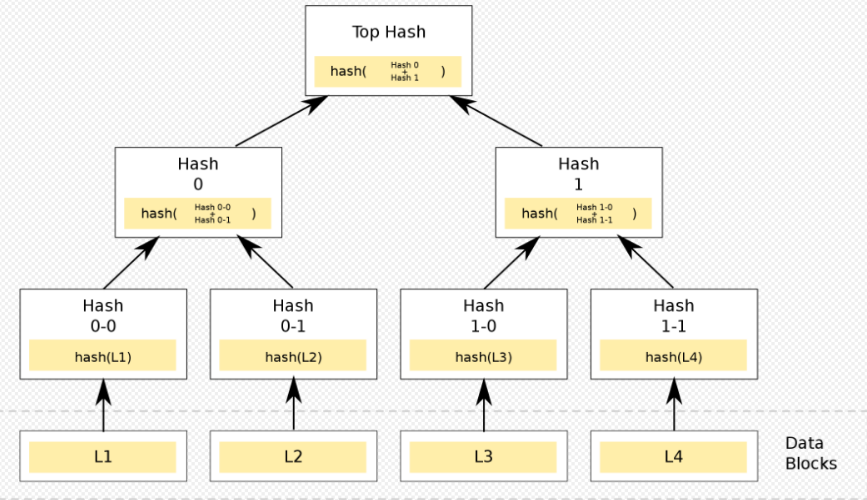 Top Hash
hash( Hash 0 + Hash 1 )
Hash
0
hash( Hash 0-0 + Hash 0-1 )
Hash
1
hash( Hash 1-0 + Hash 1-1 )
Hash
0-0
hash(L1)
Hash
0-1
hash(L2)
Hash
1-0
hash(L3)
Hash
1-1
hash(L4)
L1
L2
L3
L4
Data
Blocks